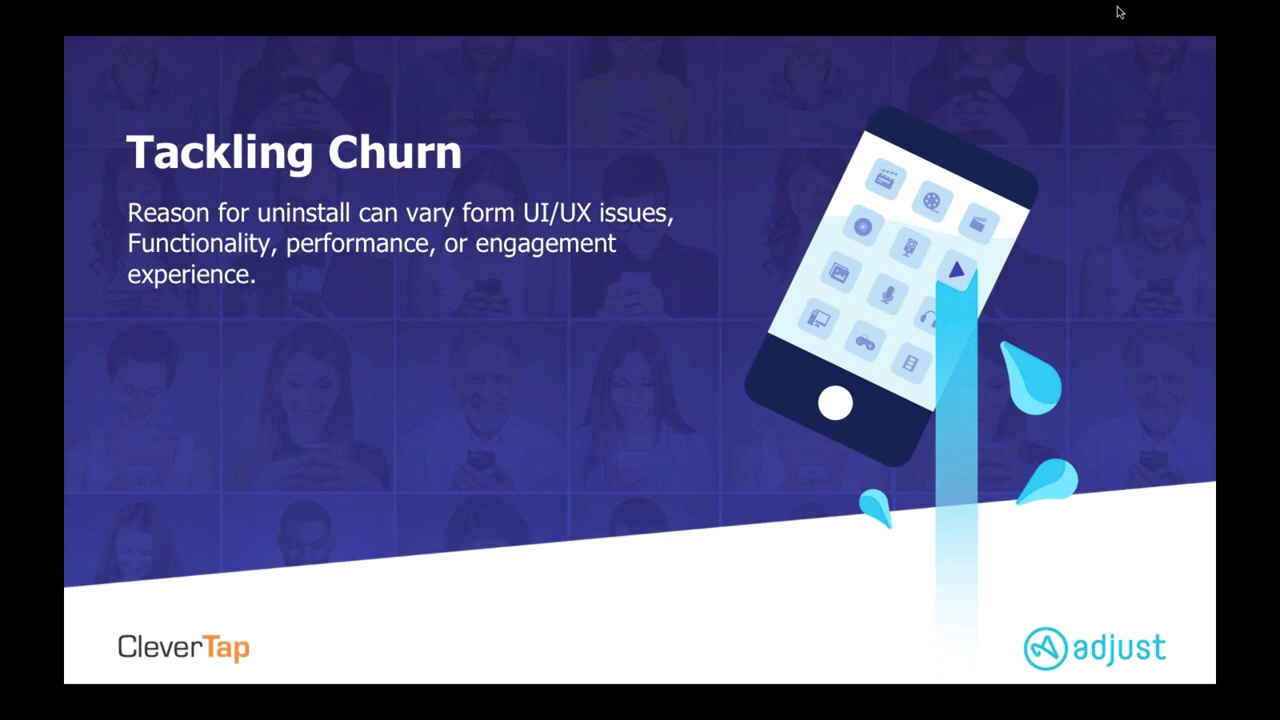 Tackling Churn
Reason for uninstall can vary form UI/UX issues,
Functionality, performance, or engagement
experience.
CleverTap
adjust